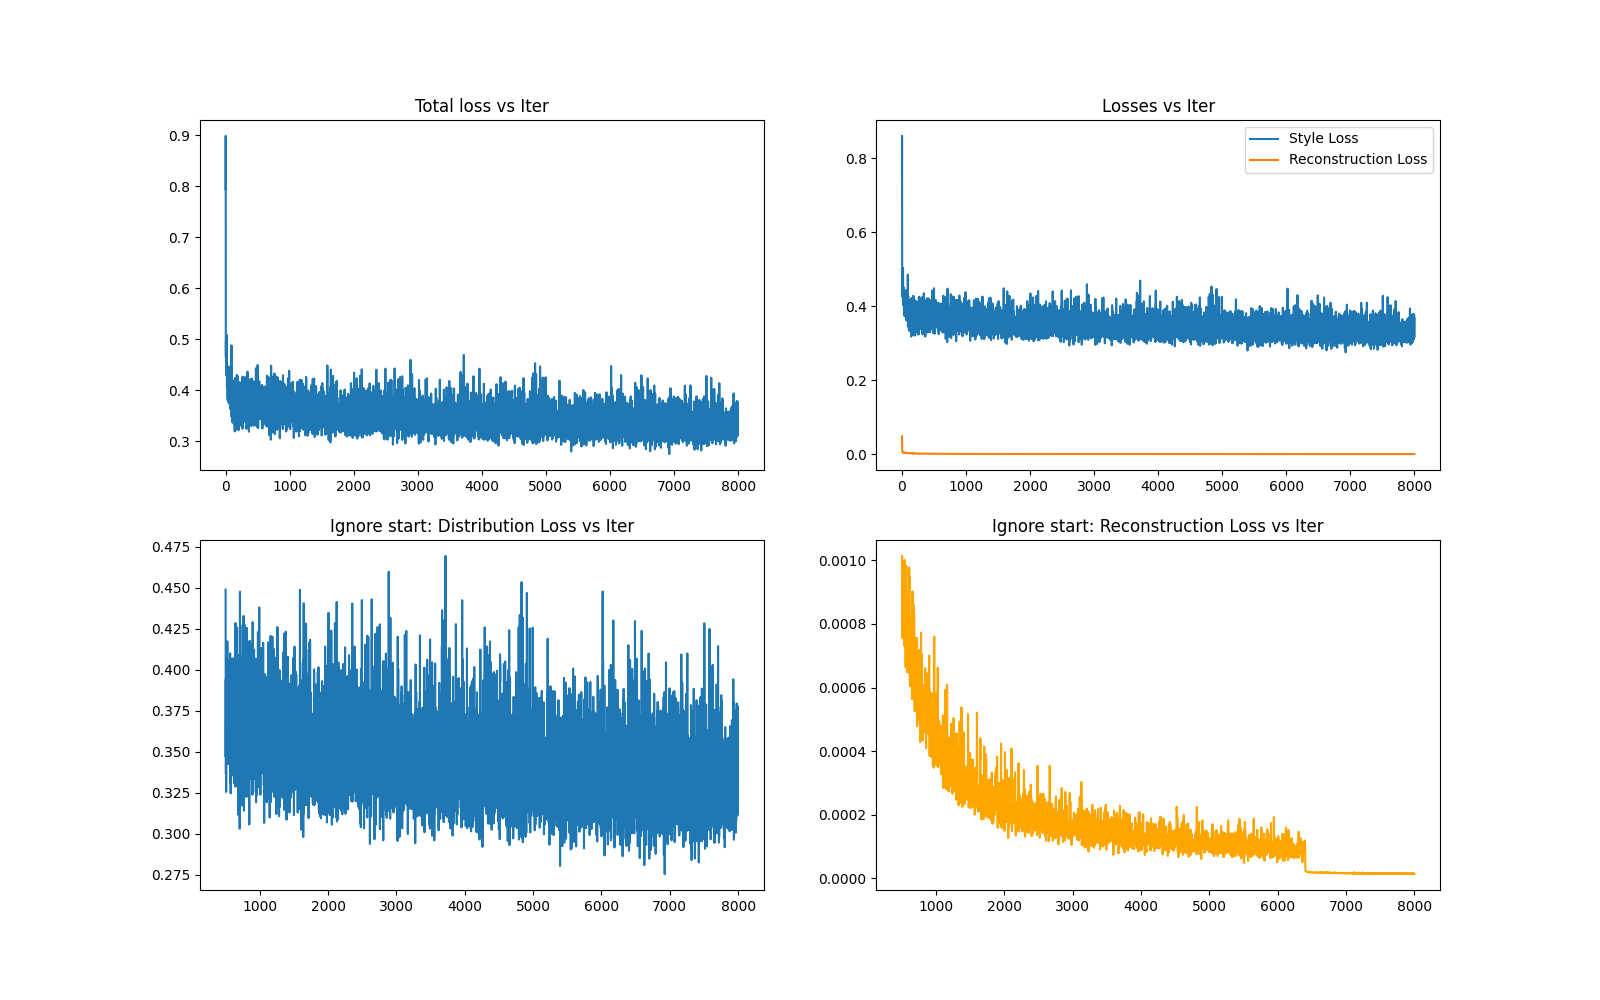 Total loss vs Iter
0.9
0.8
0.7
0.6
0.5
0.4
0.3
0 1000 2000 3000 4000 5000 6000 7000 8000
Losses vs Iter
Style Loss
Reconstruction Loss
0.8
0.6
0.4
0.2
0.0
0 1000 2000 3000 4000 5000 6000 7000 8000
Ignore start: Distribution Loss vs Iter
0.475
0.450
0.425
0.400
0.375
0.350
0.325
0.300
0.275
1000 2000 3000 4000 5000 6000 7000 8000
Ignore start: Reconstruction Loss vs Iter
0.0010
0.0008
0.0006
0.0004
0.0002
0.0000
1000 2000 3000 4000 5000 6000 7000 8000